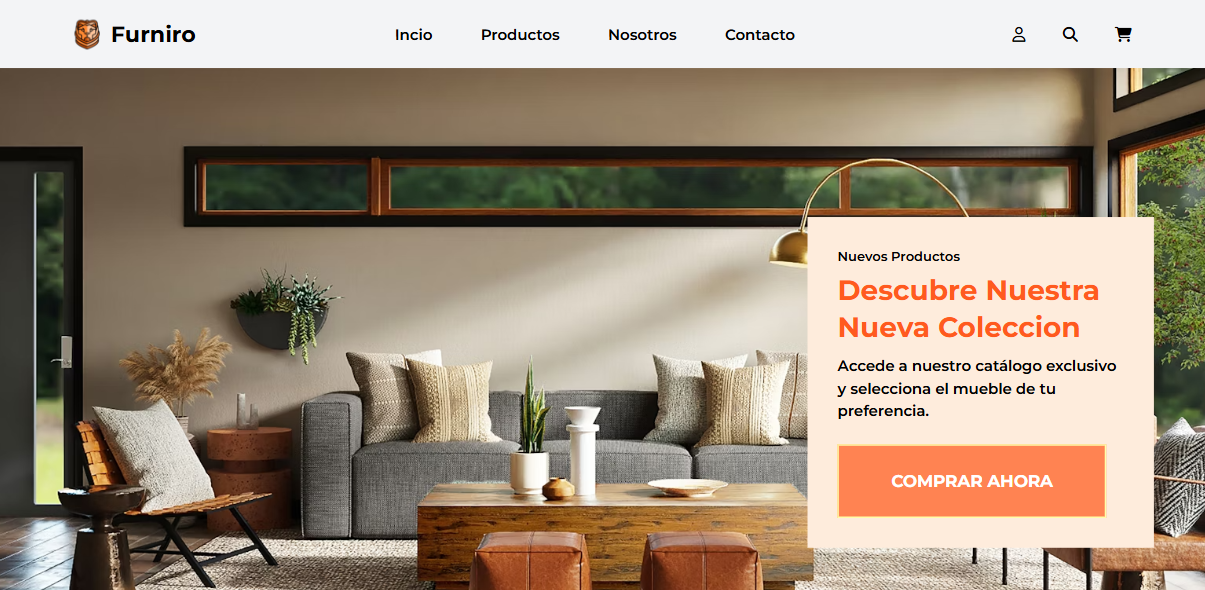 Furniro
Incio
Productos
Nosotros
Contacto
Nuevos Productos
Descubre Nuestra
Nueva Coleccion
Accede a nuestro catálogo exclusivo
y selecciona el mueble de tu
preferencia.
COMPRAR AHORA